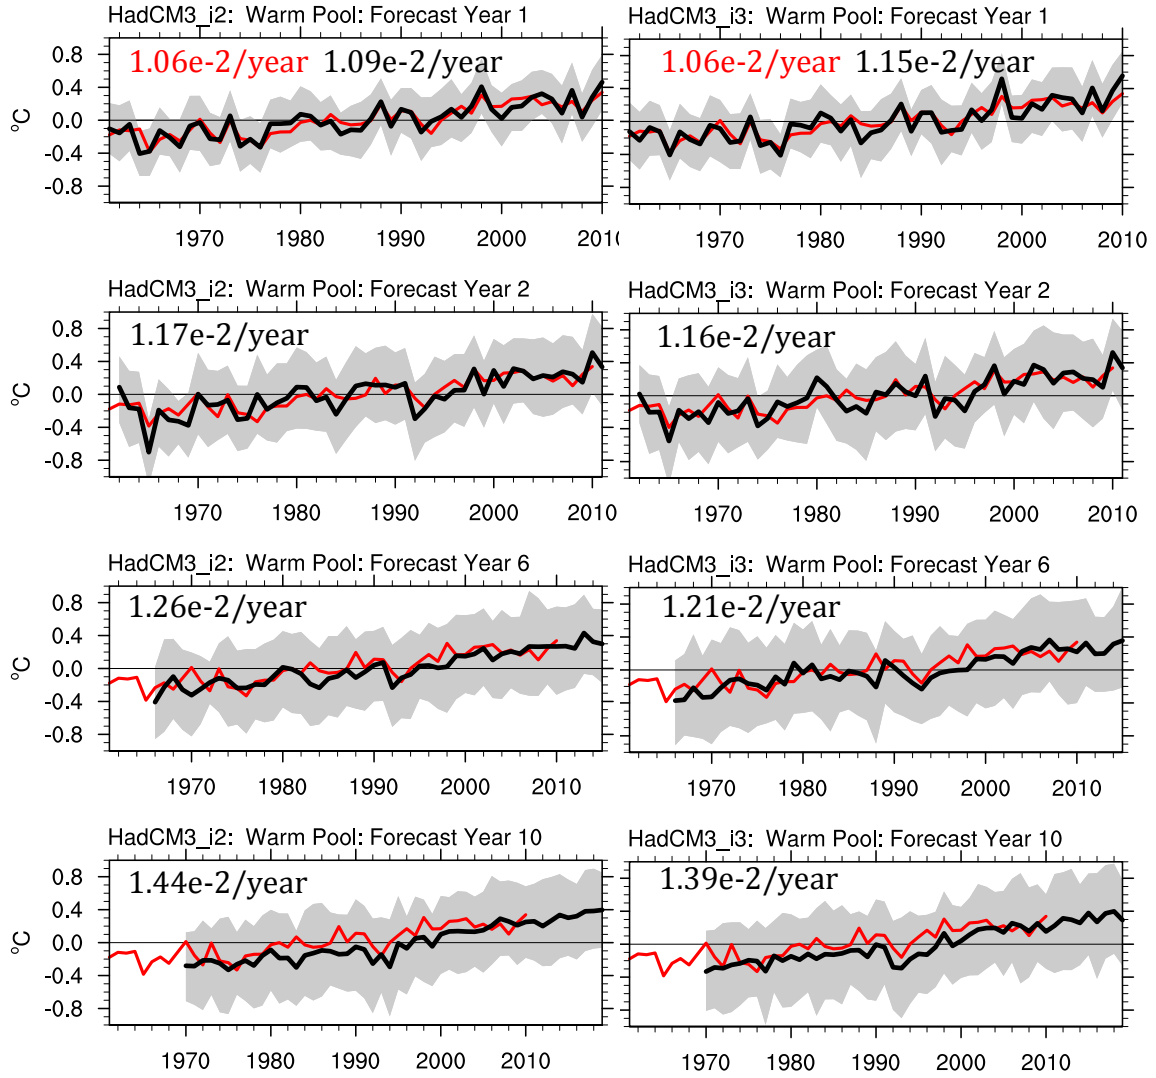 HadCM3_i2:  Warm Pool: Forecast Year 1
HadCM3_i3:  Warm Pool: Forecast Year 1
1.06e-2/year 1.09e-2/year
1.06e-2/year 1.15e-2/year
°C
0.8
0.4
0.0
-0.4
-0.8
1970 1980 1990 2000 2010
1970 1980 1990 2000 2010
HadCM3_i2:  Warm Pool: Forecast Year 2
HadCM3_i3:  Warm Pool: Forecast Year 2
1.17e-2/year
1.16e-2/year
°C
0.8
0.4
0.0
-0.4
-0.8
1970 1980 1990 2000 2010
1970 1980 1990 2000 2010
HadCM3_i2:  Warm Pool: Forecast Year 6
HadCM3_i3:  Warm Pool: Forecast Year 6
1.26e-2/year
1.21e-2/year
°C
0.8
0.4
0.0
-0.4
-0.8
1970 1980 1990 2000 2010
1970 1980 1990 2000 2010
HadCM3_i2:  Warm Pool: Forecast Year 10
HadCM3_i3:  Warm Pool: Forecast Year 10
1.44e-2/year
1.39e-2/year
°C
0.8
0.4
0.0
-0.4
-0.8
1970 1980 1990 2000 2010
1970 1980 1990 2000 2010